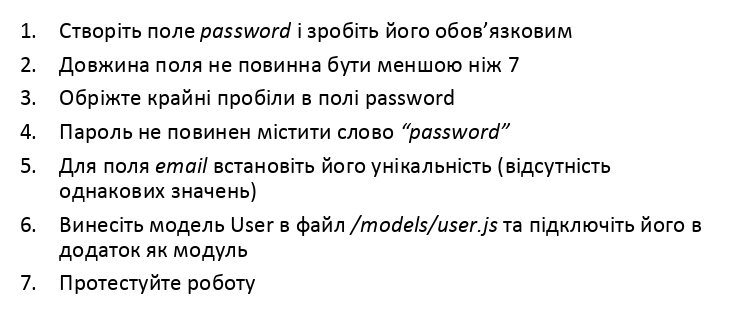 1. Створіть поле password і зробіть його обов’язковим
2. Довжина поля не повинна бути меншою ніж 7
3. Обріжте крайні пробіли в полі password
4. Пароль не повинен містити слово “password”
5. Для поля email встановіть його унікальність (відсутність
однакових значень)
6. Винесіть модель User в файл /models/user.js та підключіть його в
додаток як модуль
7. Протестуйте роботу